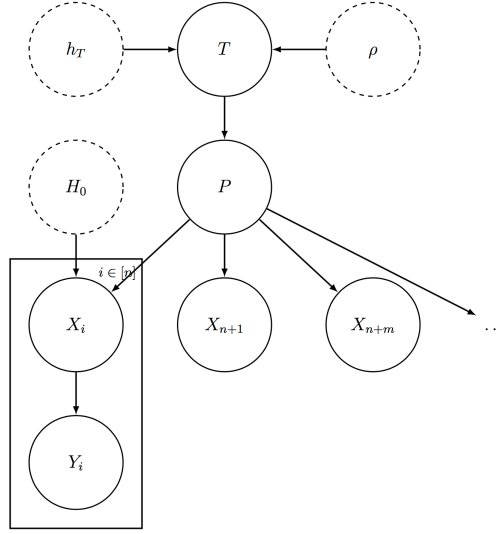 h_T T ρ
H_0 P
i ∈ [n]
X_i X_{n+1} X_{n+m} ..
Y_i